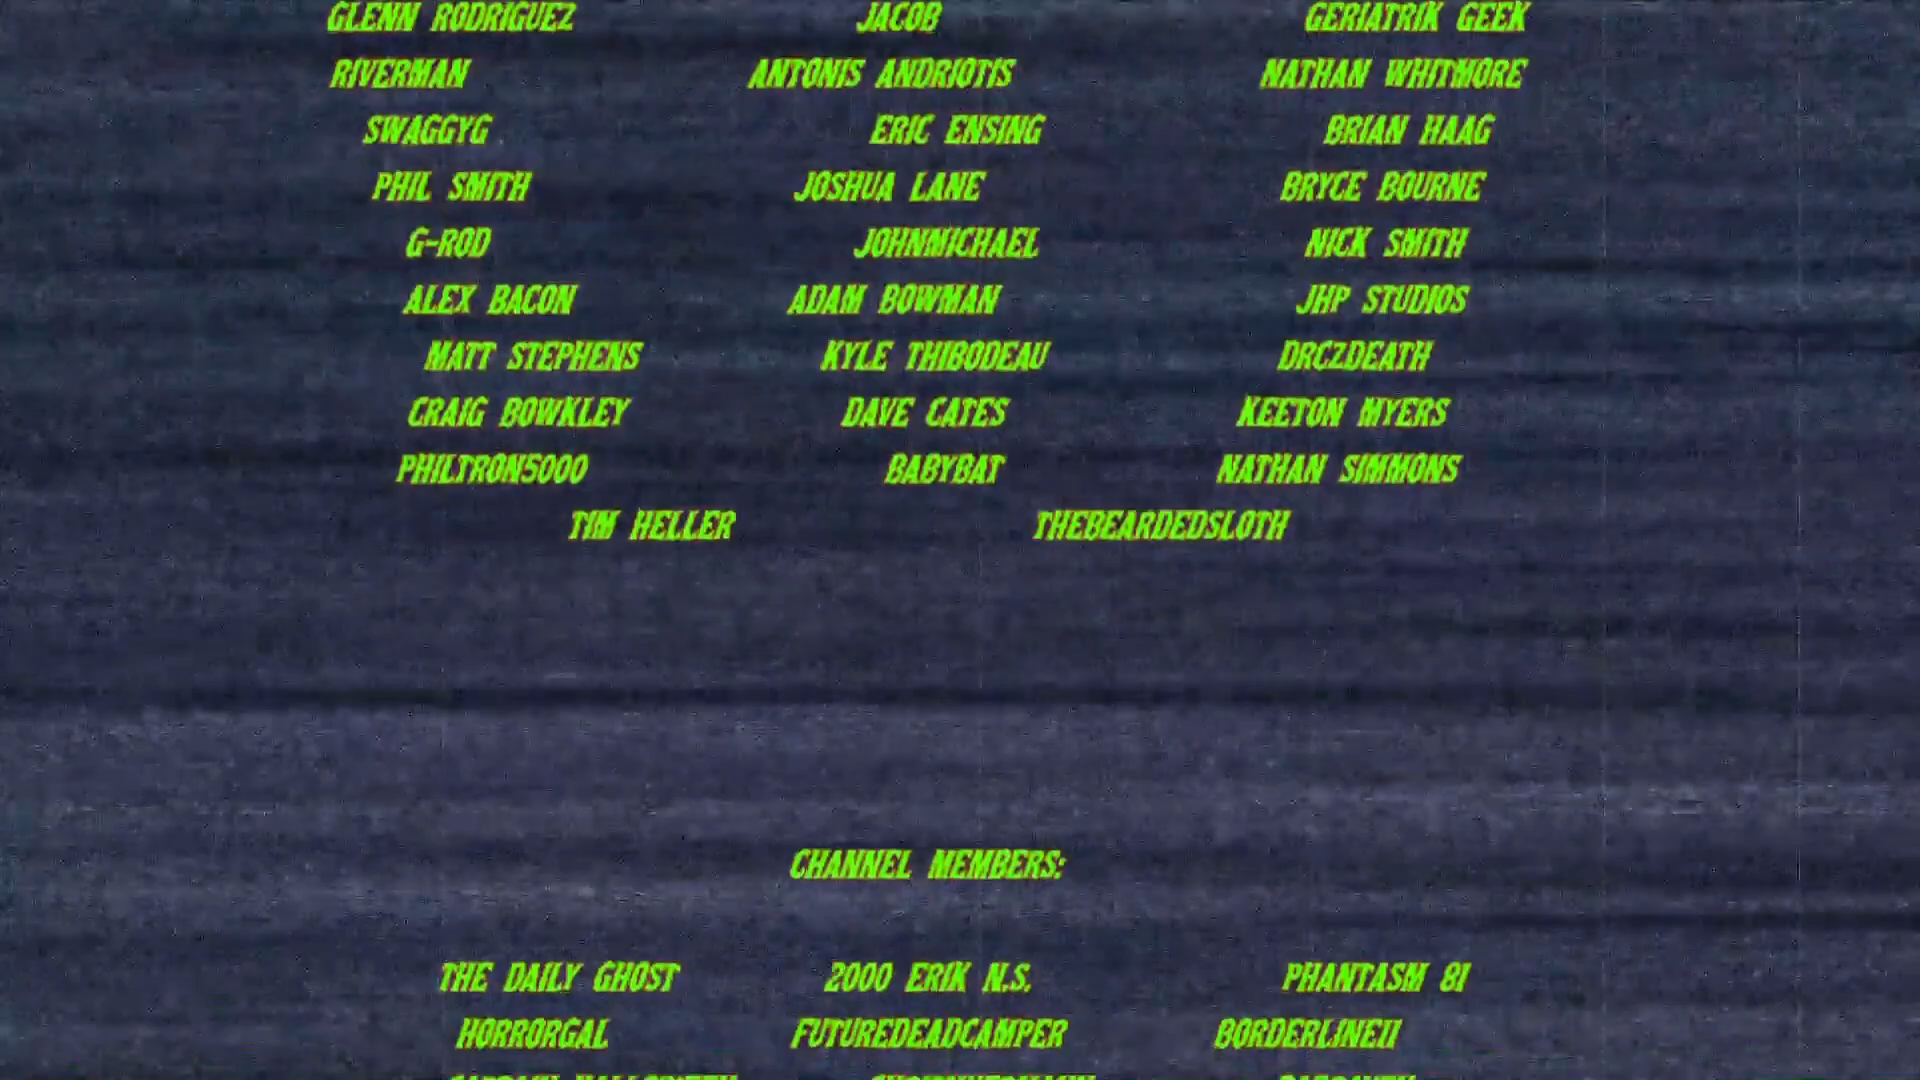 GLENN RODRIGUEZ JACOB GERIATRIK GEEK
RIVERMAN ANTONIS ANDRIOTIS NATHAN WHITMORE
SWAGGYG ERIC ENSING BRIAN HAAG
PHIL SMITH JOSHUA LANE BRYCE BOURNE
G-ROD JOHNMICHAEL NICK SMITH
ALEX BACON ADAM BOWMAN JHP STUDIOS
MATT STEPHENS KYLE THIBODEAU DRCZDEATH
CRAIG BOWKLEY DAVE CATES KEETON MYERS
PHILTRON5000 BABYBAT NATHAN SIMMONS
TIM HELLER THEBEARDEDSLOTH
CHANNEL MEMBERS:
THE DAILY GHOST 2000 ERIK N.S. PHANTASM 81
HORRORGAL FUTUREDEADCAMPER BORDERLINE11